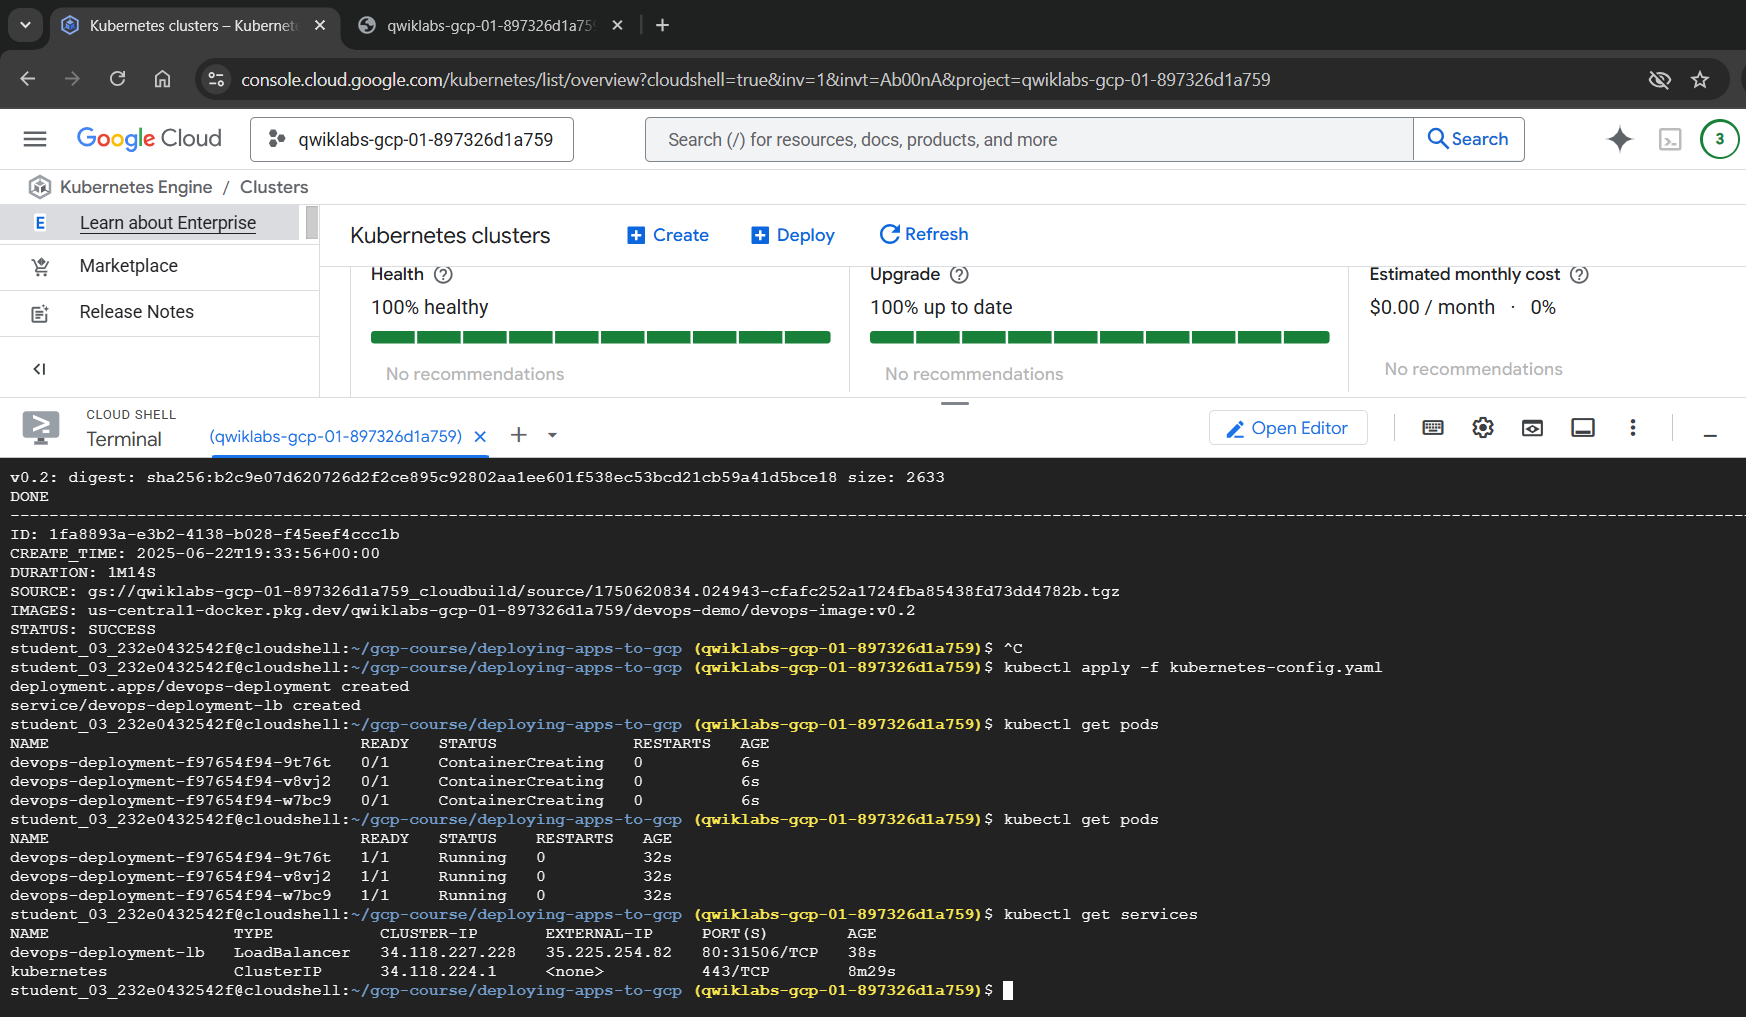 Kubernetes clusters – Kubernete
qwiklabs-gcp-01-897326d1a759
console.cloud.google.com/kubernetes/list/overview?cloudshell=true&inv=1&invt=Ab00nA&project=qwiklabs-gcp-01-897326d1a759
Google Cloud
qwiklabs-gcp-01-897326d1a759
Search (/) for resources, docs, products, and more
Search
3
Kubernetes Engine / Clusters
E Learn about Enterprise
Marketplace
Release Notes
Kubernetes clusters
Create
Deploy
Refresh
Health
100% healthy
No recommendations
Upgrade
100% up to date
No recommendations
Estimated monthly cost
$0.00 / month · 0%
No recommendations
CLOUD SHELL
Terminal
(qwiklabs-gcp-01-897326d1a759)
Open Editor
v0.2: digest: sha256:b2c9e07d620726d2f2ce895c92802aa1ee601f538ec53bcd21cb59a41d5bce18 size: 2633
DONE
--------------------------------------------------------------------------------------------------------------------------------------------------------------------------------
ID: 1fa8893a-e3b2-4138-b028-f45eef4ccc1b
CREATE_TIME: 2025-06-22T19:33:56+00:00
DURATION: 1M14S
SOURCE: gs://qwiklabs-gcp-01-897326d1a759_cloudbuild/source/1750620834.024943-cfafc252a1724fba85438fd73dd4782b.tgz
IMAGES: us-central1-docker.pkg.dev/qwiklabs-gcp-01-897326d1a759/devops-demo/devops-image:v0.2
STATUS: SUCCESS
student_03_232e0432542f@cloudshell:~/gcp-course/deploying-apps-to-gcp (qwiklabs-gcp-01-897326d1a759)$ ^C
student_03_232e0432542f@cloudshell:~/gcp-course/deploying-apps-to-gcp (qwiklabs-gcp-01-897326d1a759)$ kubectl apply -f kubernetes-config.yaml
deployment.apps/devops-deployment created
service/devops-deployment-lb created
student_03_232e0432542f@cloudshell:~/gcp-course/deploying-apps-to-gcp (qwiklabs-gcp-01-897326d1a759)$ kubectl get pods
NAME READY STATUS RESTARTS AGE
devops-deployment-f97654f94-9t76t 0/1 ContainerCreating 0 6s
devops-deployment-f97654f94-v8vj2 0/1 ContainerCreating 0 6s
devops-deployment-f97654f94-w7bc9 0/1 ContainerCreating 0 6s
student_03_232e0432542f@cloudshell:~/gcp-course/deploying-apps-to-gcp (qwiklabs-gcp-01-897326d1a759)$ kubectl get pods
NAME READY STATUS RESTARTS AGE
devops-deployment-f97654f94-9t76t 1/1 Running 0 32s
devops-deployment-f97654f94-v8vj2 1/1 Running 0 32s
devops-deployment-f97654f94-w7bc9 1/1 Running 0 32s
student_03_232e0432542f@cloudshell:~/gcp-course/deploying-apps-to-gcp (qwiklabs-gcp-01-897326d1a759)$ kubectl get services
NAME TYPE CLUSTER-IP EXTERNAL-IP PORT(S) AGE
devops-deployment-lb LoadBalancer 34.118.227.228 35.225.254.82 80:31506/TCP 38s
kubernetes ClusterIP 34.118.224.1 <none> 443/TCP 8m29s
student_03_232e0432542f@cloudshell:~/gcp-course/deploying-apps-to-gcp (qwiklabs-gcp-01-897326d1a759)$